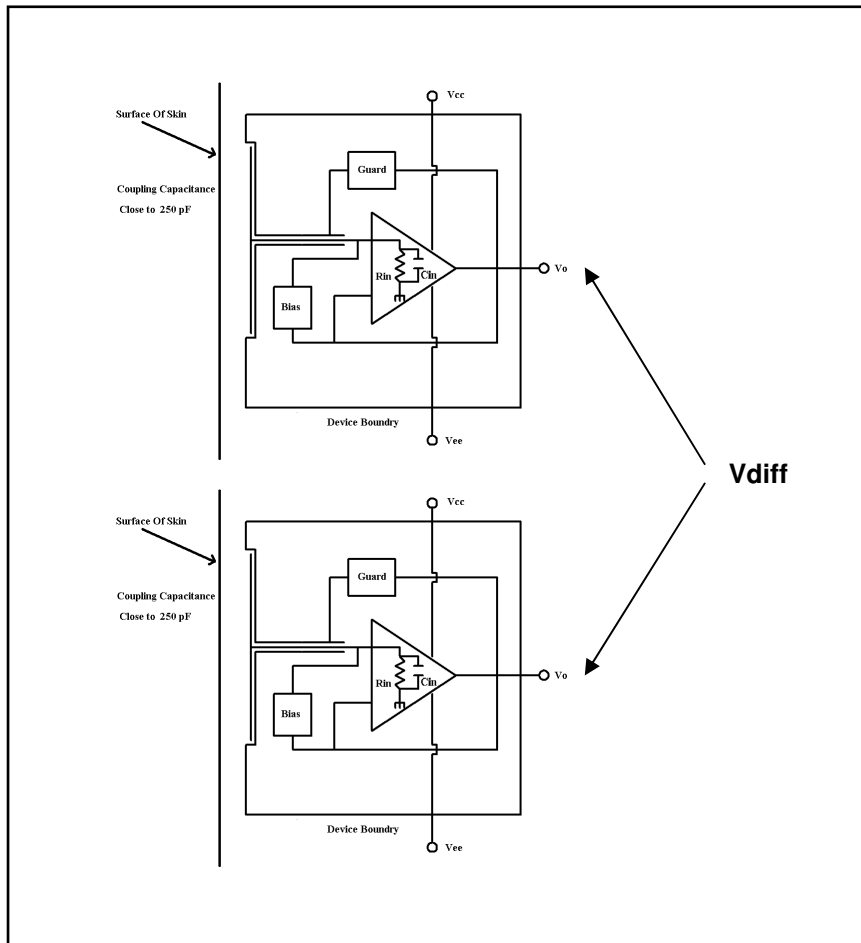 Vcc
Surface Of Skin
Guard
Coupling Capacitance
Close to 250 pF
Rin
Cin
Vo
Bias
Device Boundry
Vee
Vdiff
Vcc
Surface Of Skin
Guard
Coupling Capacitance
Close to 250 pF
Rin
Cin
Vo
Bias
Device Boundry
Vee